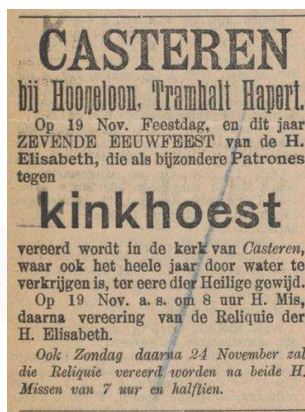 CASTEREN
bij Hoogeloon, Tramhalt Hapert.
Op 19 Nov. Feestdag, en dit jaar
ZEVENDE EEUWFEEST van de H.
Elisabeth, die als bijzondere Patrones
tegen
kinkhoest
vereerd wordt in de kerk van Casteren,
waar ook het heele jaar door water te
verkrijgen is, ter eere dier Heilige gewijd.
Op 19 Nov. a. s. om 8 uur H. Mis,
daarna vereering van de Reliquie der
H. Elisabeth.
Ook Zondag daarna 24 November zal
die Reliquie vereerd worden na beide H.
Missen van 7 uur en halftien.